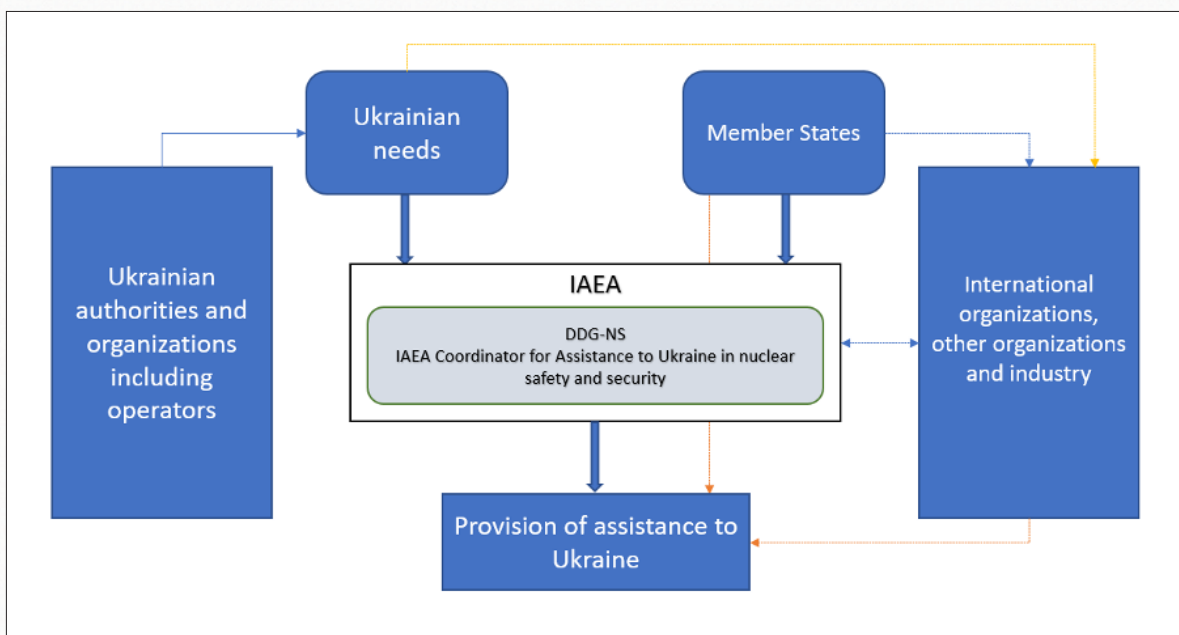 Ukrainian
needs
Member States
Ukrainian
authorities and
organizations
including
operators
IAEA
DDG-NS
IAEA Coordinator for Assistance to Ukraine in nuclear
safety and security
International
organizations,
other organizations
and industry
Provision of assistance to
Ukraine